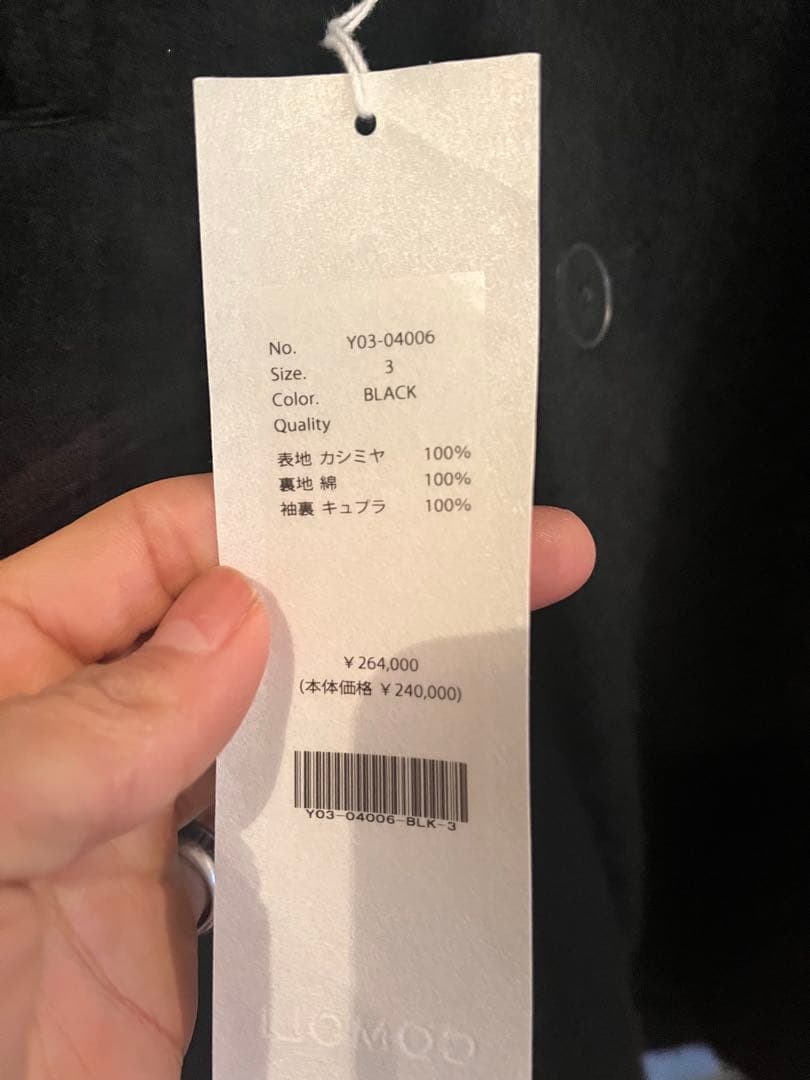 No. Y03-04006
Size. 3
Color. BLACK
Quality
表地 カシミヤ 100%
裏地 綿 100%
袖裏 キュプラ 100%
¥264,000
(本体価格 ¥240,000)
Y03-04006-BLK-3
COMOLI